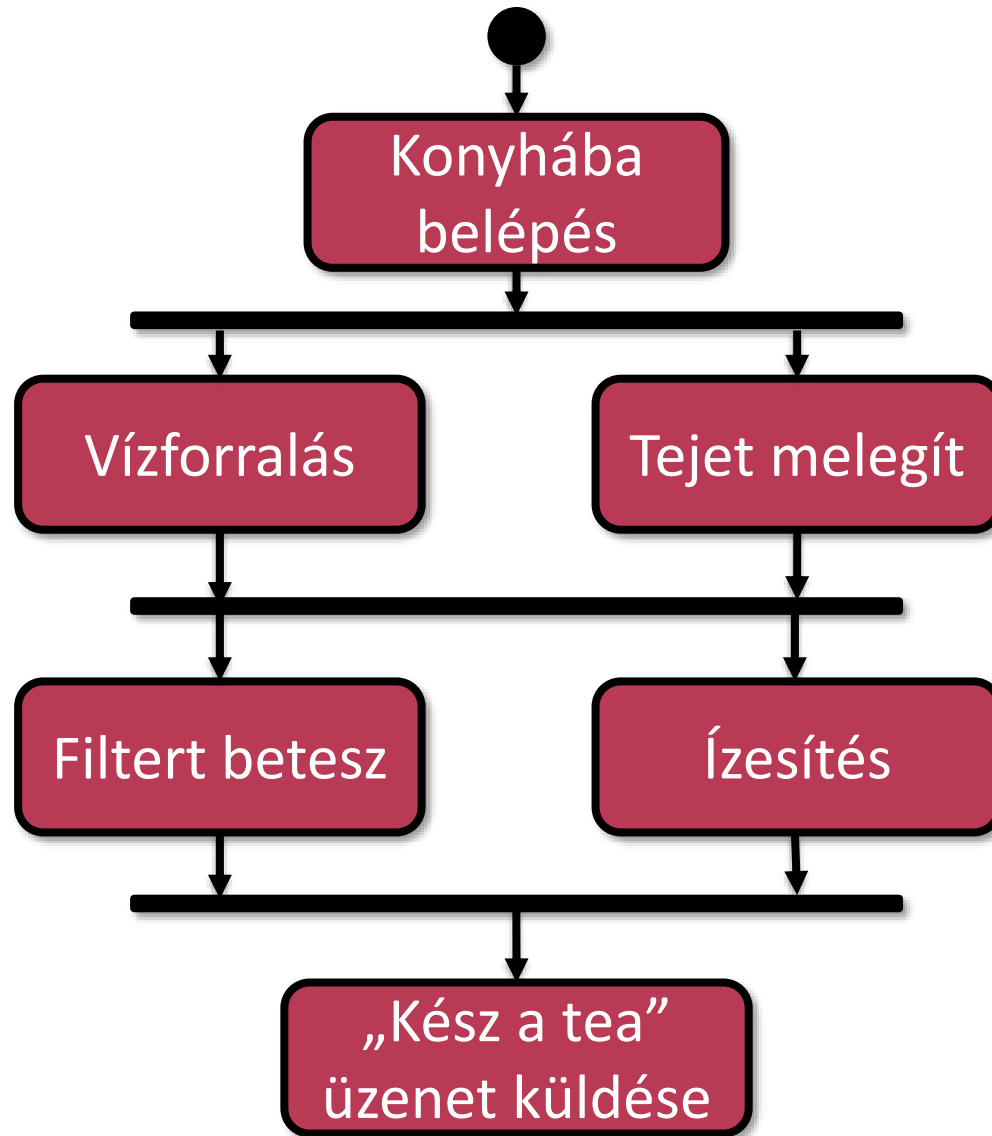 Konyhába
belépés
Vízforralás
Tejet melegít
Filtert betesz
Ízesítés
„Kész a tea”
üzenet küldése